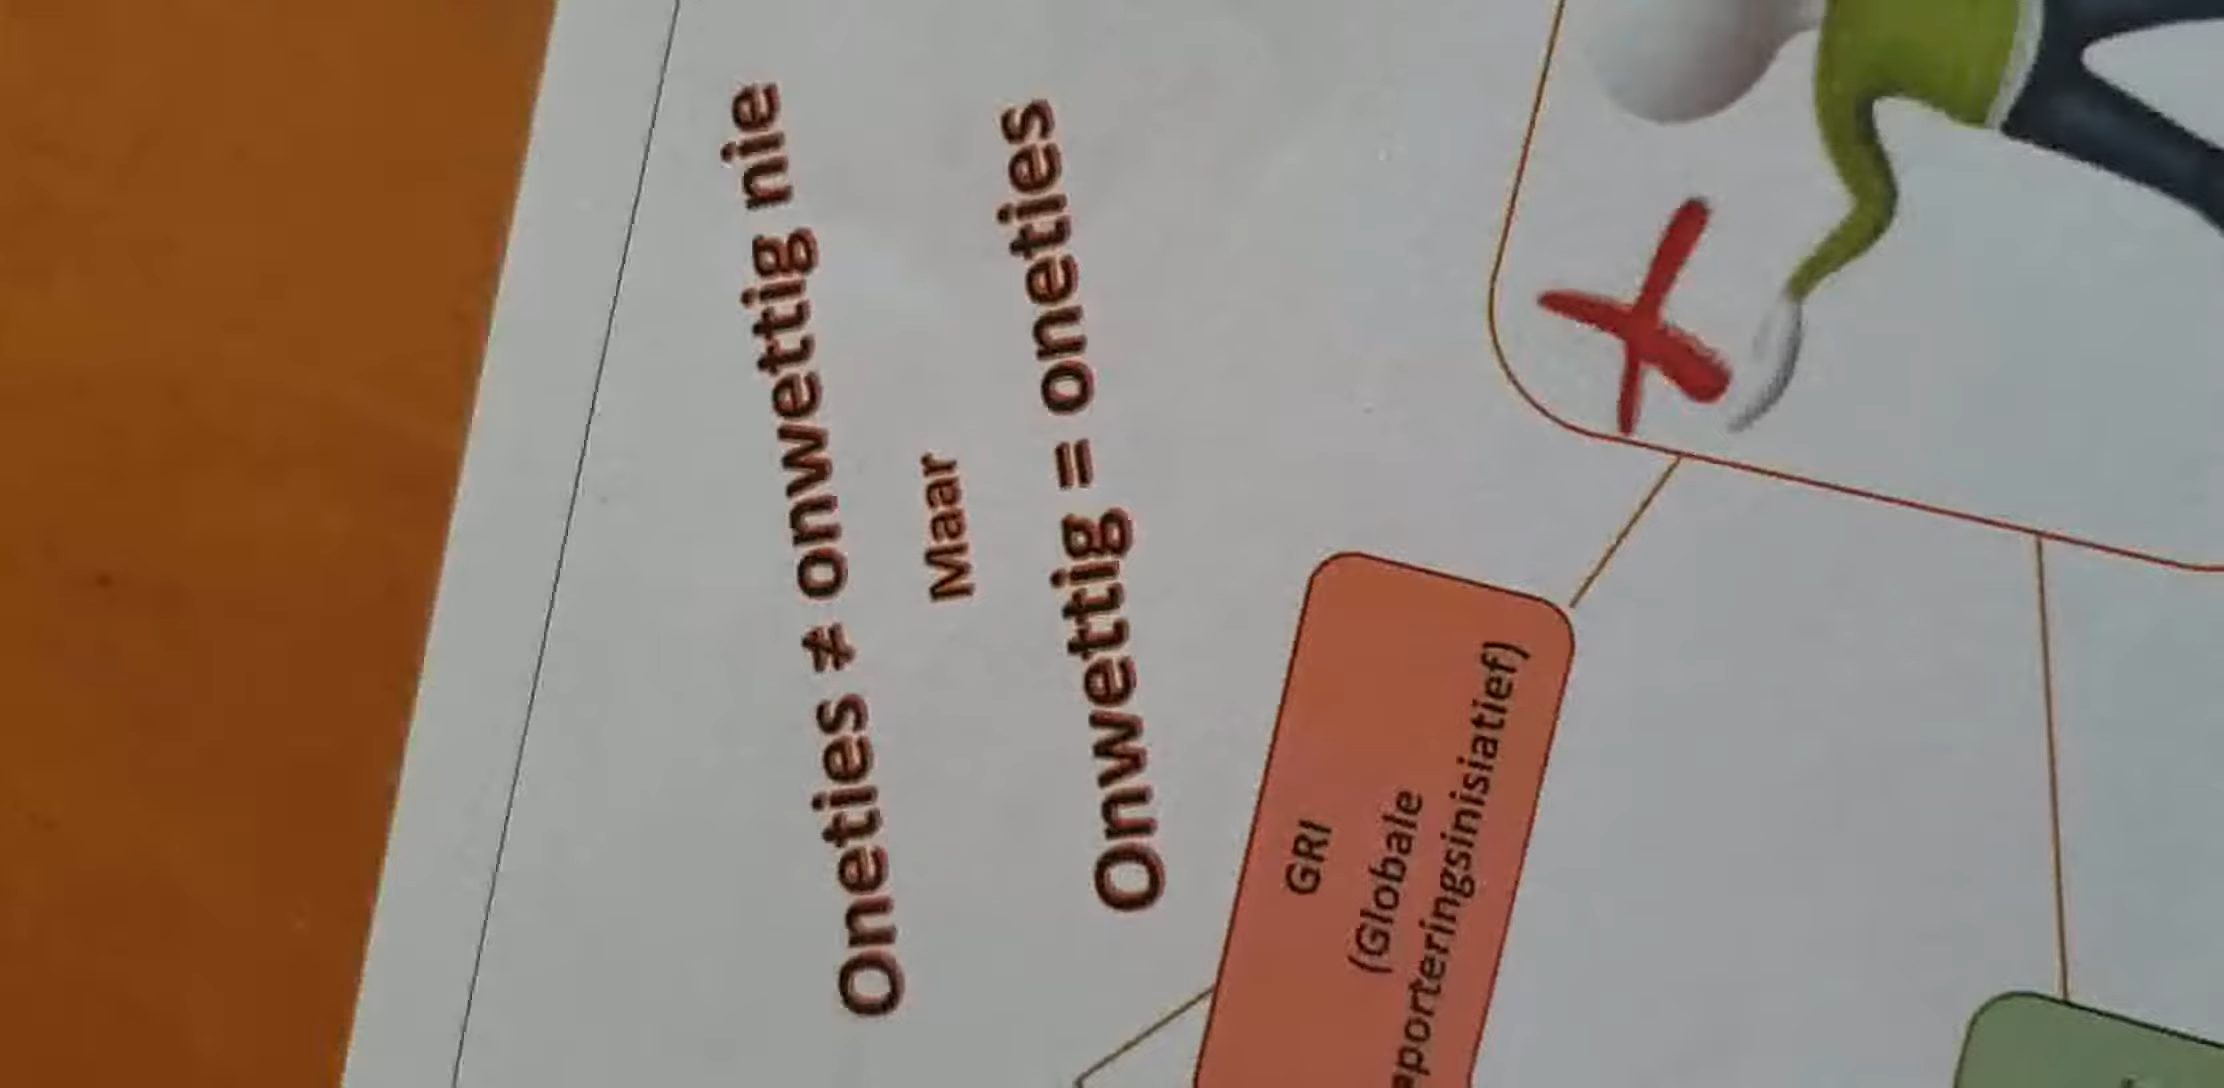 Oneties ≠ onwettig nie
Maar
Onwettig = oneties
GRI
(Globale